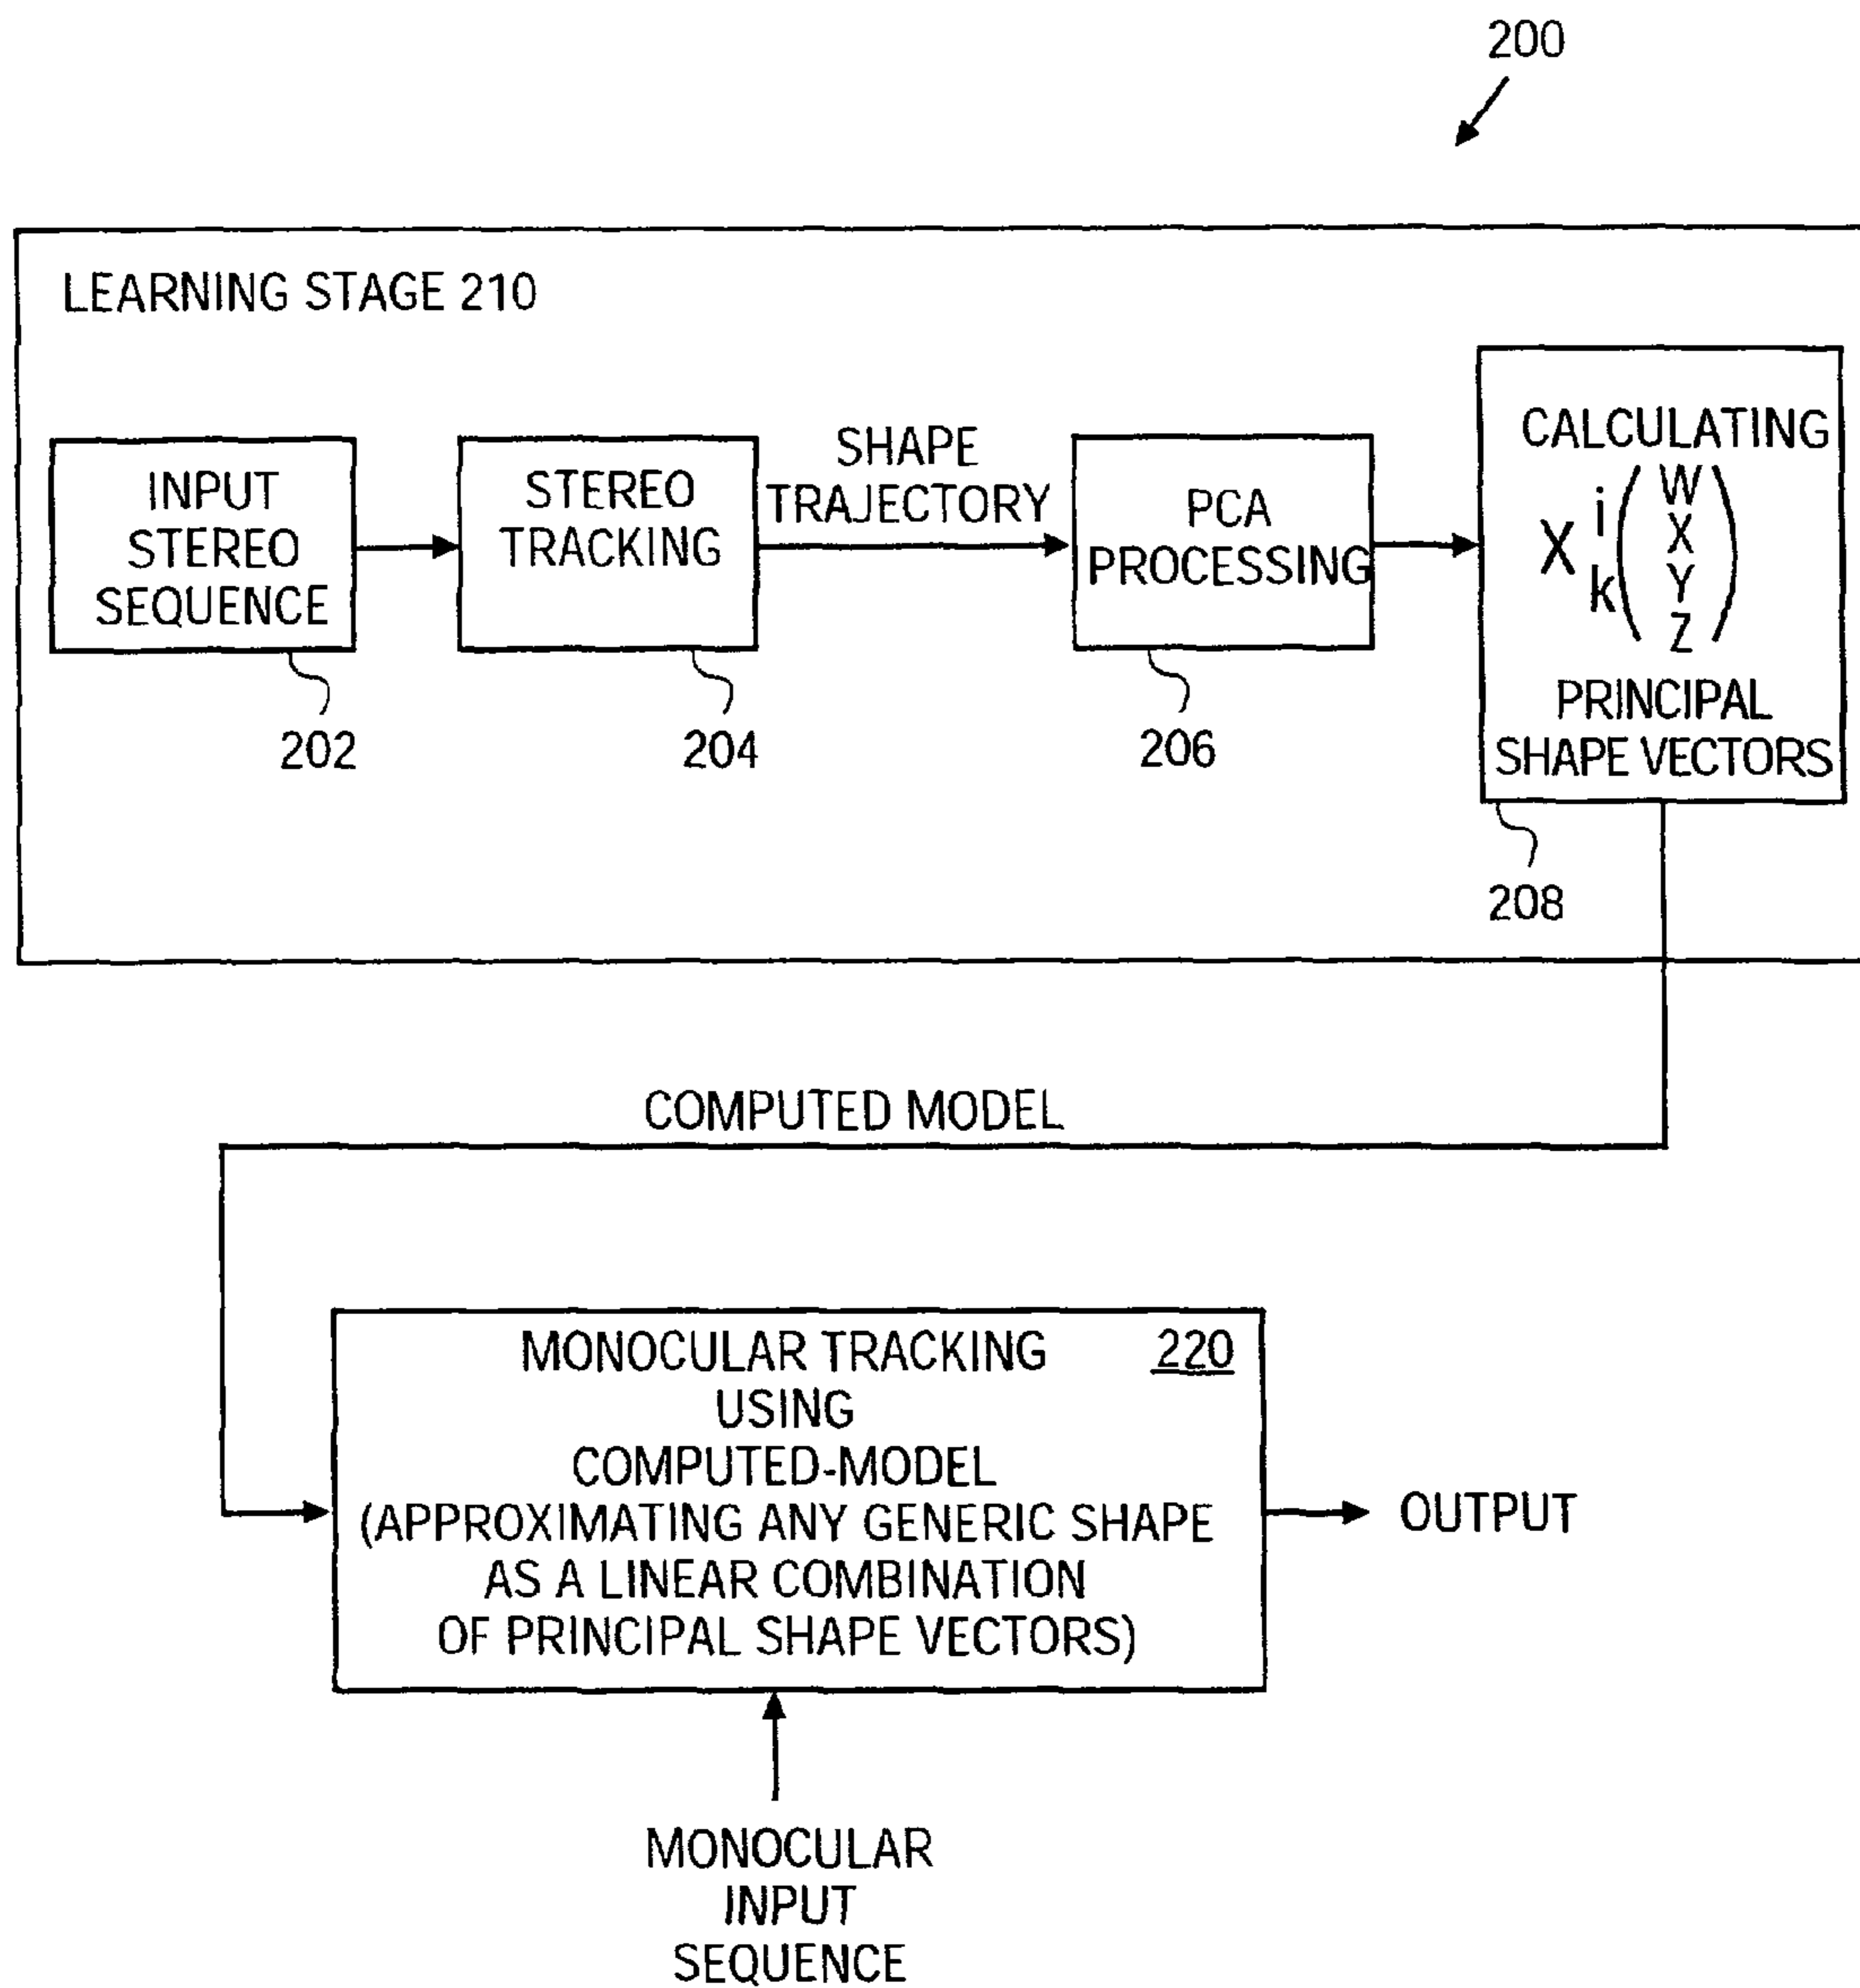 200
LEARNING STAGE 210
INPUT
STEREO
SEQUENCE
202
STEREO
TRACKING
204
SHAPE
TRAJECTORY
PCA
PROCESSING
206
CALCULATING
X i k ( W X Y Z )
PRINCIPAL
SHAPE VECTORS
208
COMPUTED MODEL
MONOCULAR TRACKING 220
USING
COMPUTED-MODEL
(APPROXIMATING ANY GENERIC SHAPE
AS A LINEAR COMBINATION
OF PRINCIPAL SHAPE VECTORS)
OUTPUT
MONOCULAR
INPUT
SEQUENCE